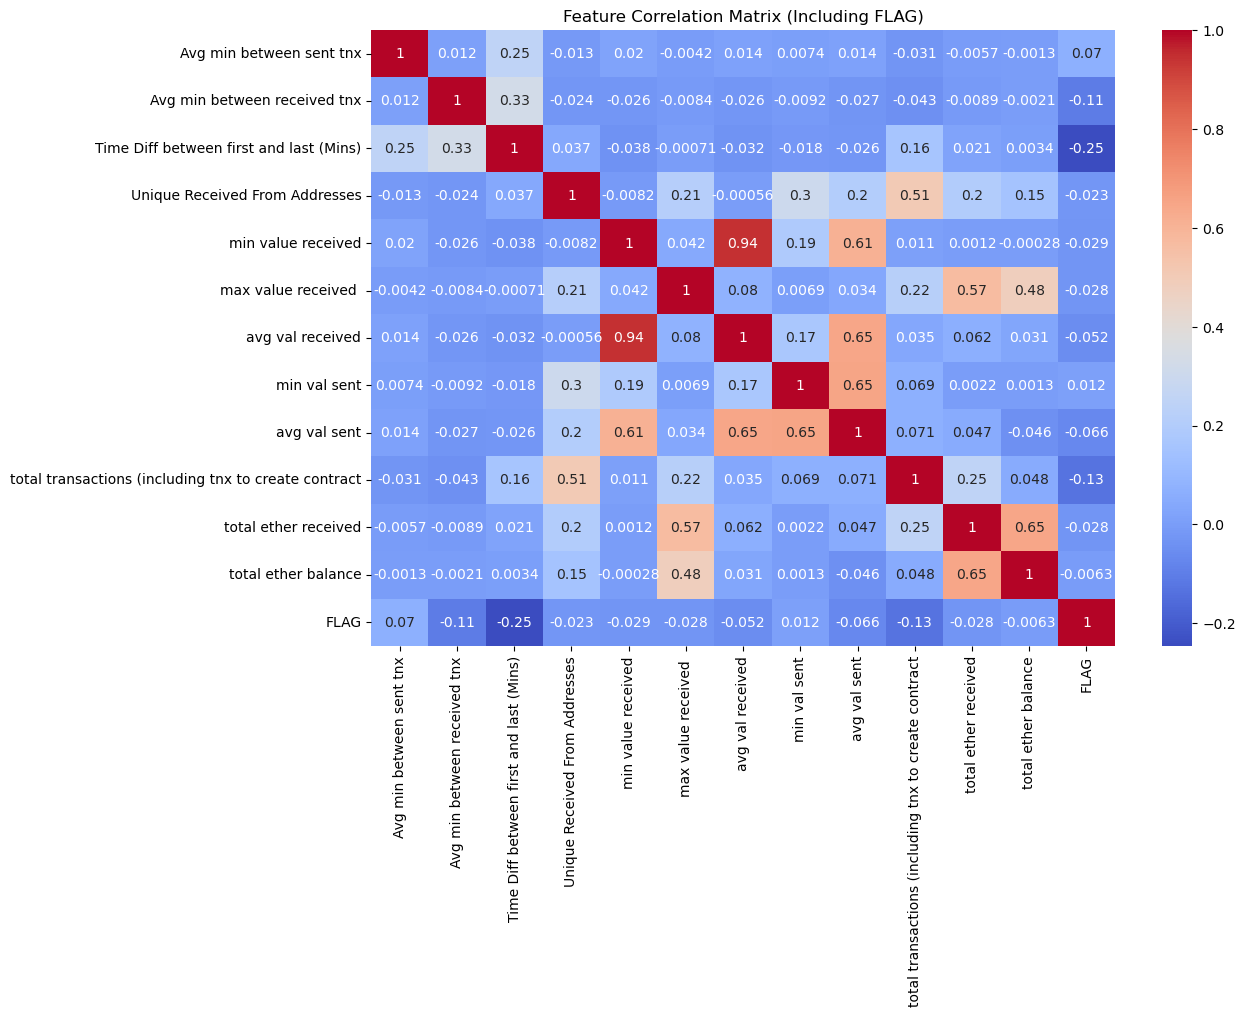 Feature Correlation Matrix (Including FLAG)
Avg min between sent tnx 1 0.012 0.25 -0.013 0.02 -0.0042 0.014 0.0074 0.014 -0.031 -0.0057 -0.0013 0.07
Avg min between received tnx 0.012 1 0.33 -0.024 -0.026 -0.0084 -0.026 -0.0092 -0.027 -0.043 -0.0089 -0.0021 -0.11
Time Diff between first and last (Mins) 0.25 0.33 1 0.037 -0.038 -0.00071 -0.032 -0.018 -0.026 0.16 0.021 0.0034 -0.25
Unique Received From Addresses -0.013 -0.024 0.037 1 -0.0082 0.21 -0.00056 0.3 0.2 0.51 0.2 0.15 -0.023
min value received 0.02 -0.026 -0.038 -0.0082 1 0.042 0.94 0.19 0.61 0.011 0.0012 -0.00028 -0.029
max value received -0.0042 -0.0084 -0.00071 0.21 0.042 1 0.08 0.0069 0.034 0.22 0.57 0.48 -0.028
avg val received 0.014 -0.026 -0.032 -0.00056 0.94 0.08 1 0.17 0.65 0.035 0.062 0.031 -0.052
min val sent 0.0074 -0.0092 -0.018 0.3 0.19 0.0069 0.17 1 0.65 0.069 0.0022 0.0013 0.012
avg val sent 0.014 -0.027 -0.026 0.2 0.61 0.034 0.65 0.65 1 0.071 0.047 -0.046 -0.066
total transactions (including tnx to create contract -0.031 -0.043 0.16 0.51 0.011 0.22 0.035 0.069 0.071 1 0.25 0.048 -0.13
total ether received -0.0057 -0.0089 0.021 0.2 0.0012 0.57 0.062 0.0022 0.047 0.25 1 0.65 -0.028
total ether balance -0.0013 -0.0021 0.0034 0.15 -0.00028 0.48 0.031 0.0013 -0.046 0.048 0.65 1 -0.0063
FLAG 0.07 -0.11 -0.25 -0.023 -0.029 -0.028 -0.052 0.012 -0.066 -0.13 -0.028 -0.0063 1
Avg min between sent tnx
Avg min between received tnx
Time Diff between first and last (Mins)
Unique Received From Addresses
min value received
max value received
avg val received
min val sent
avg val sent
total transactions (including tnx to create contract
total ether received
total ether balance
FLAG
1.0
0.8
0.6
0.4
0.2
0.0
−0.2